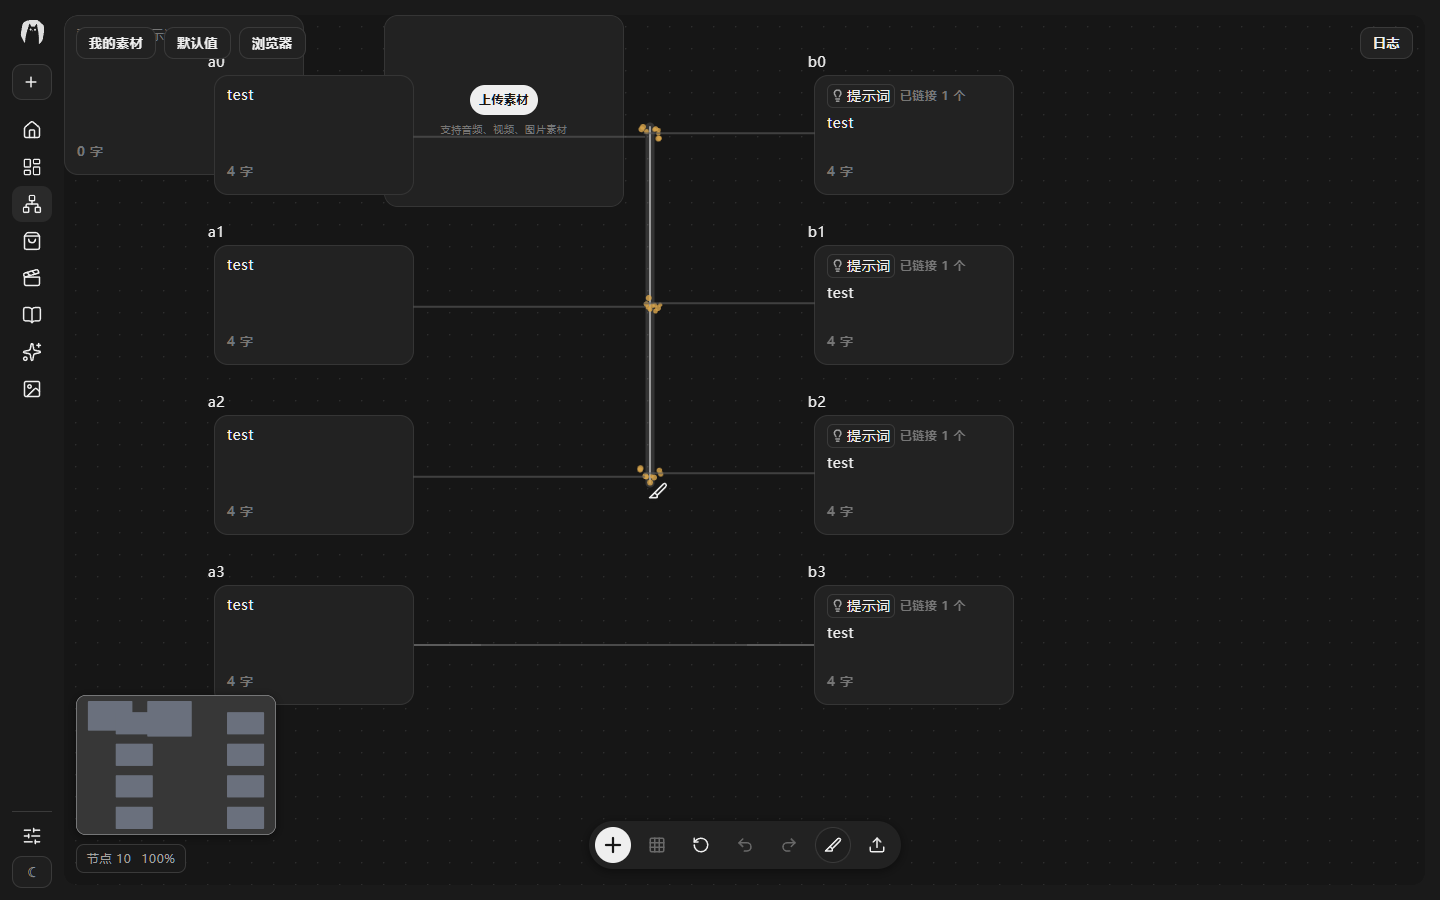 我的素材
默认值
浏览器
日志
示
0 字
a0
test
4 字
上传素材
支持音频、视频、图片素材
b0
提示词 已链接 1 个
test
4 字
a1
test
4 字
b1
提示词 已链接 1 个
test
4 字
a2
test
4 字
b2
提示词 已链接 1 个
test
4 字
a3
test
4 字
b3
提示词 已链接 1 个
test
4 字
节点 10 100%